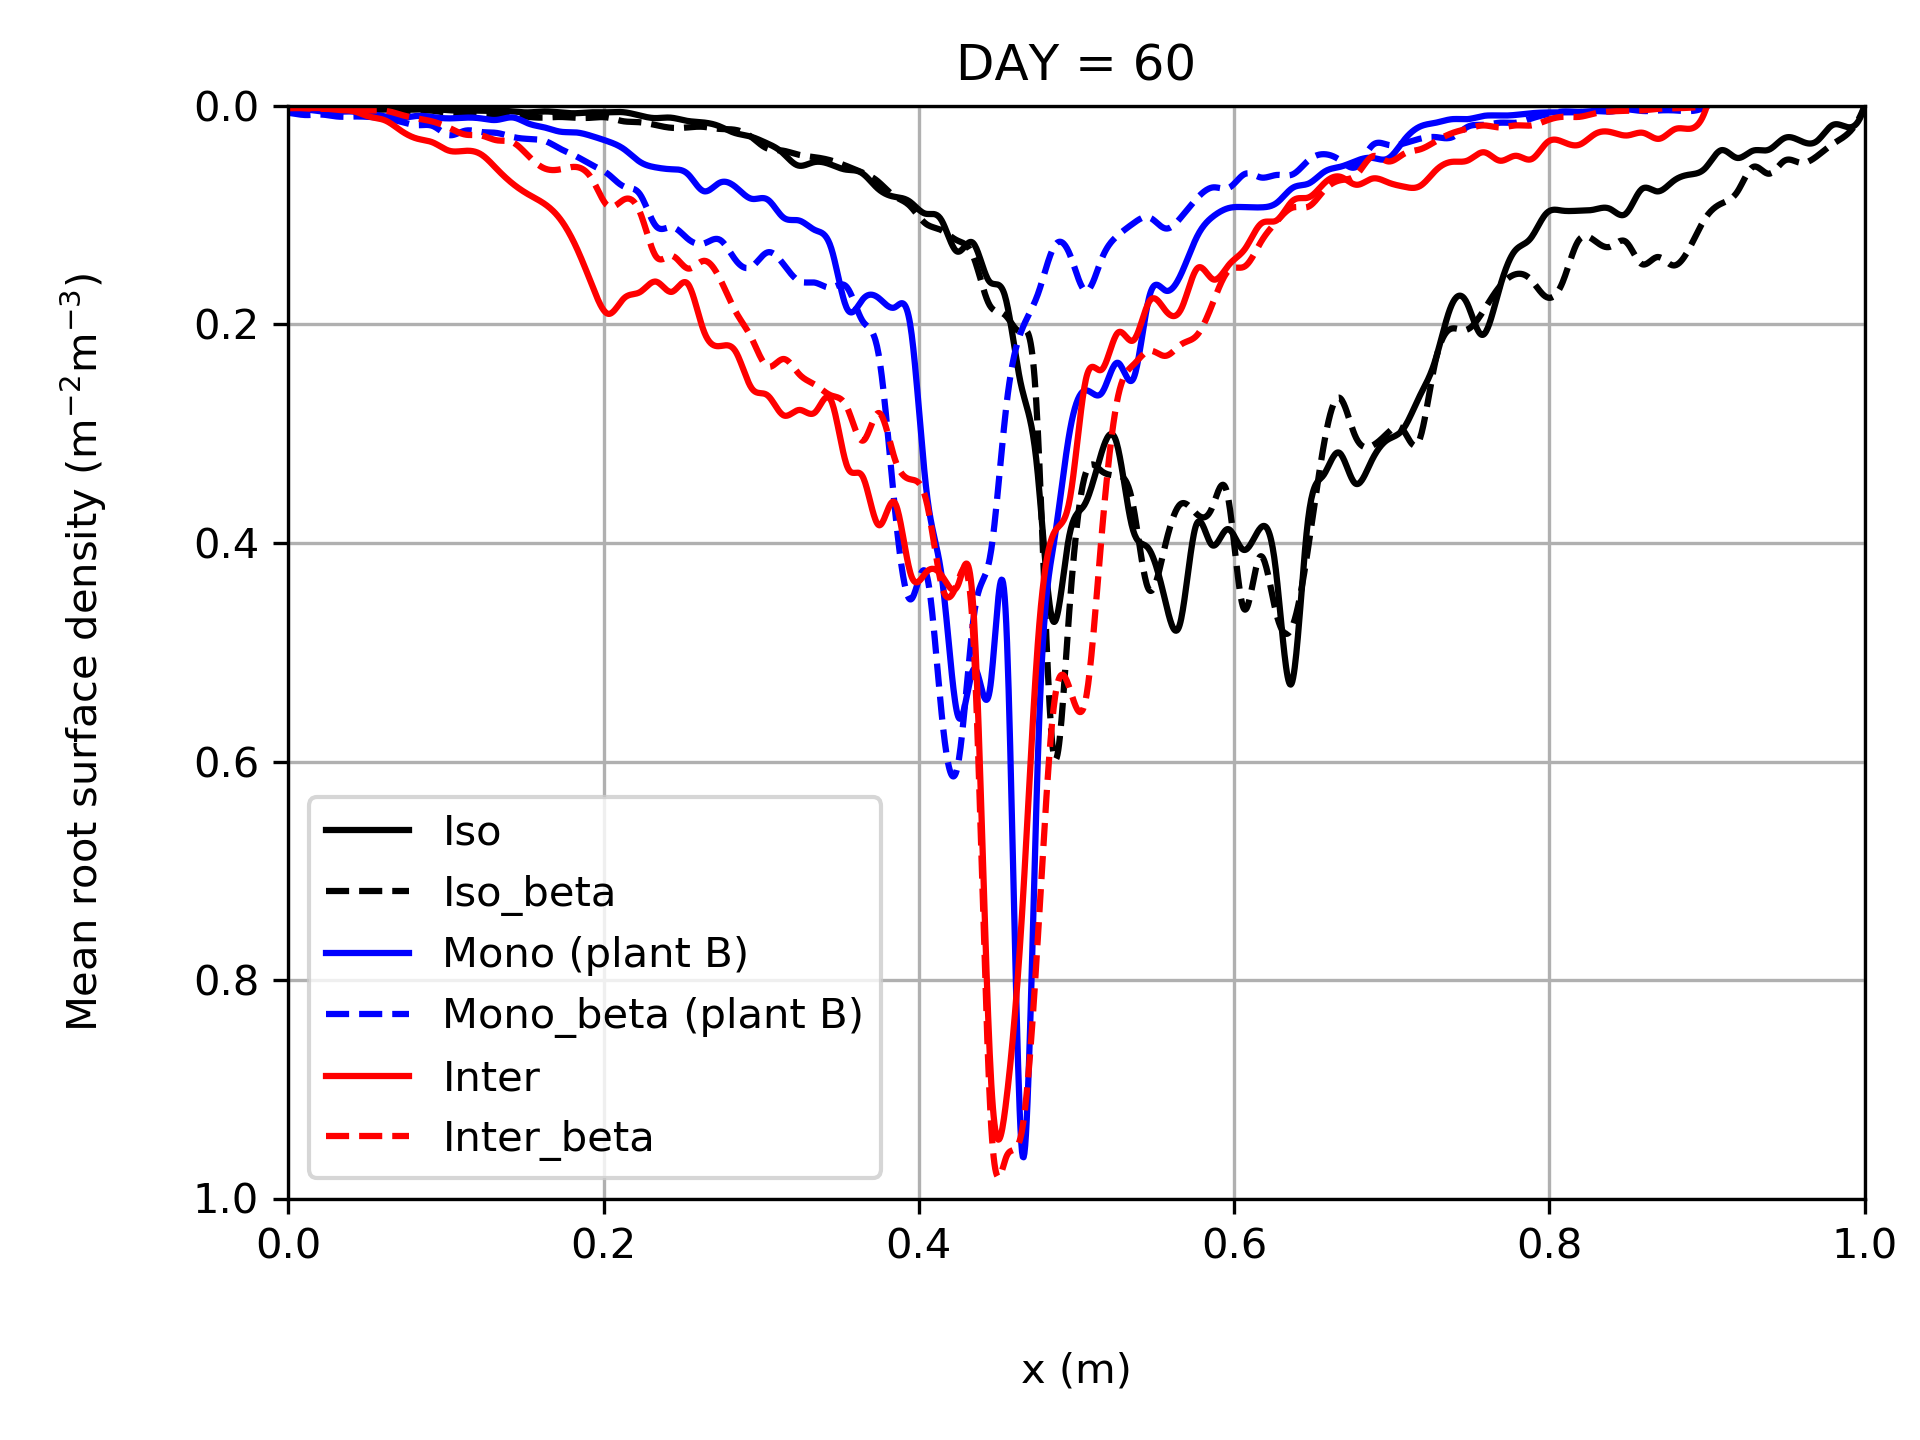 DAY = 60
Mean root surface density (m⁻²m⁻³)
0.0
0.2
0.4
0.6
0.8
1.0
Iso
Iso_beta
Mono (plant B)
Mono_beta (plant B)
Inter
Inter_beta
0.0 0.2 0.4 0.6 0.8 1.0
x (m)